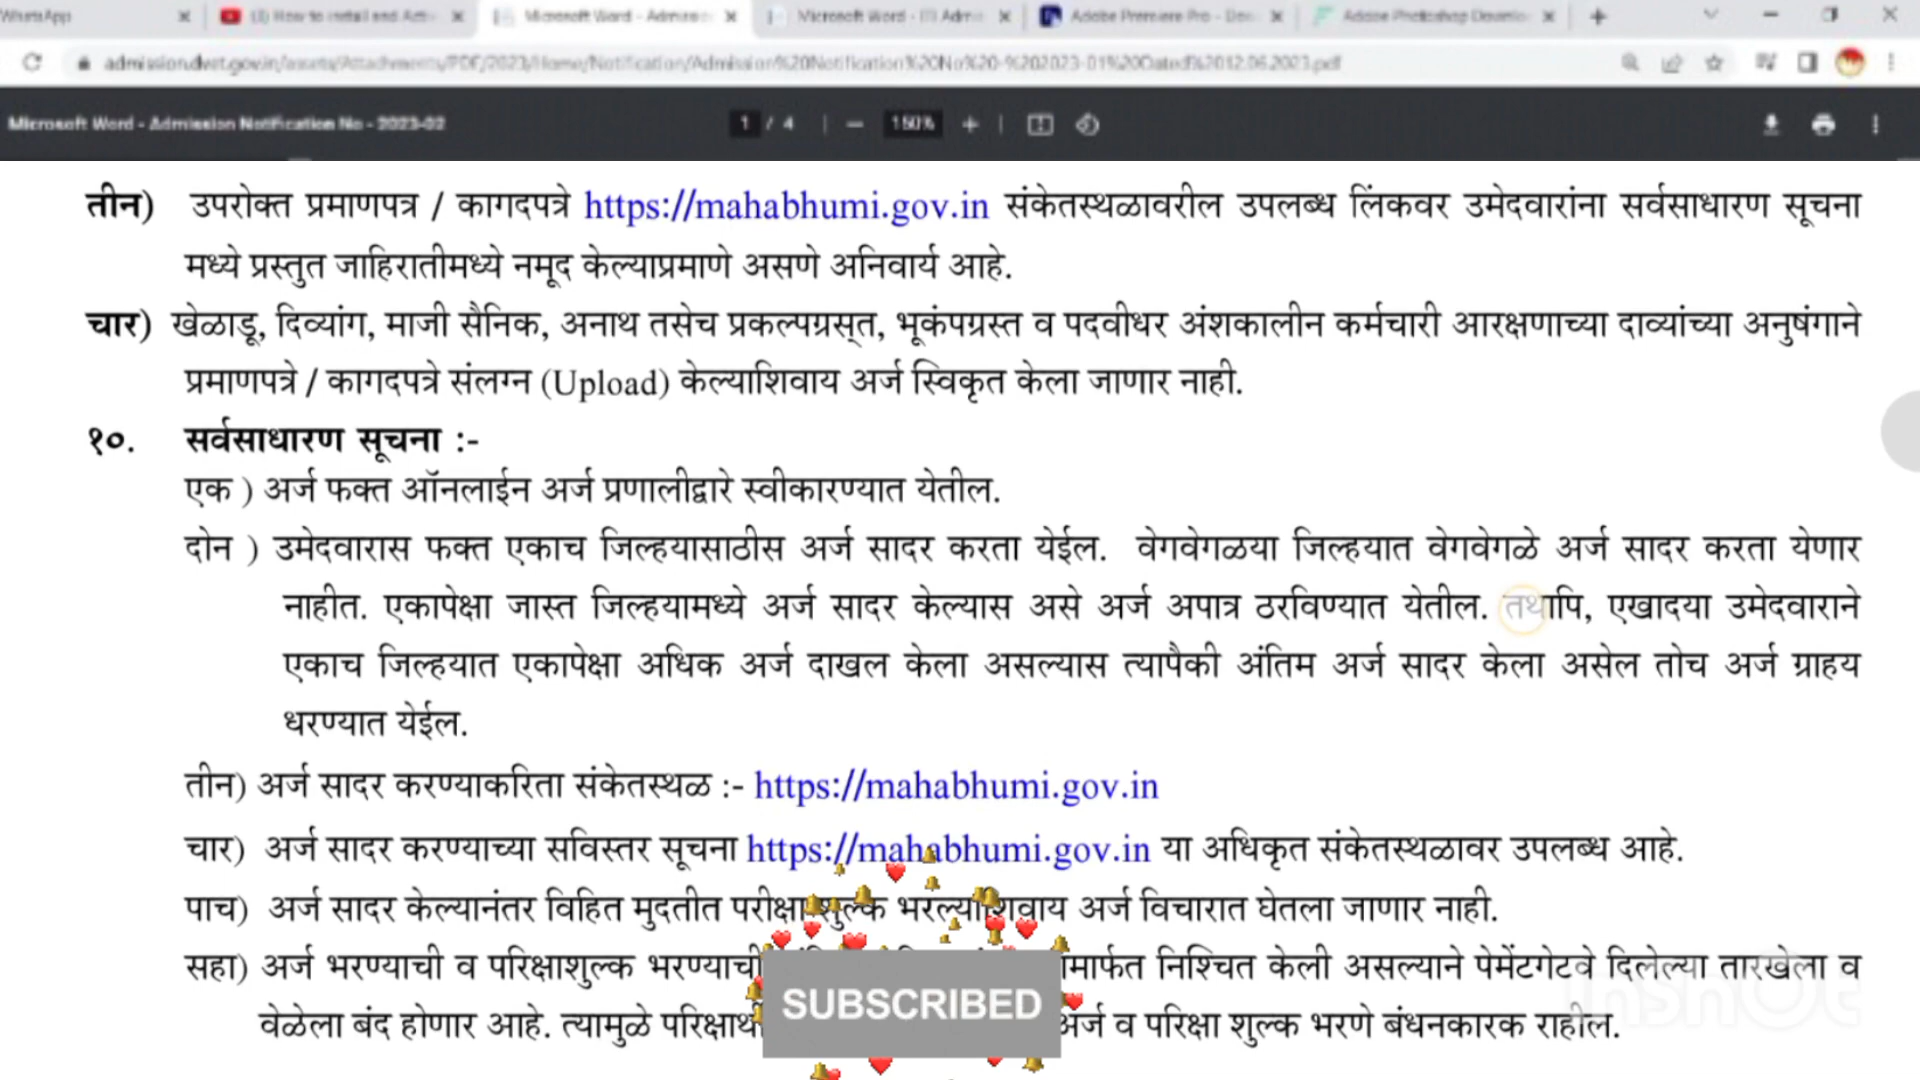 WhatsApp
Microsoft Word - Admission Notification No - 2023-02
1 / 4
150%
तीन) उपरोक्त प्रमाणपत्र / कागदपत्रे https://mahabhumi.gov.in संकेतस्थळावरील उपलब्ध लिंकवर उमेदवारांना सर्वसाधारण सूचना
मध्ये प्रस्तुत जाहिरातीमध्ये नमूद केल्याप्रमाणे असणे अनिवार्य आहे.
चार) खेळाडू, दिव्यांग, माजी सैनिक, अनाथ तसेच प्रकल्पग्रस्‌त, भूकंपग्रस्त व पदवीधर अंशकालीन कर्मचारी आरक्षणाच्या दाव्यांच्या अनुषंगाने
प्रमाणपत्रे / कागदपत्रे संलग्न (Upload) केल्याशिवाय अर्ज स्विकृत केला जाणार नाही.
१०. सर्वसाधारण सूचना :-
एक ) अर्ज फक्त ऑनलाईन अर्ज प्रणालीद्वारे स्वीकारण्यात येतील.
दोन ) उमेदवारास फक्त एकाच जिल्हयासाठीस अर्ज सादर करता येईल. वेगवेगळया जिल्हयात वेगवेगळे अर्ज सादर करता येणार
नाहीत. एकापेक्षा जास्त जिल्हयामध्ये अर्ज सादर केल्यास असे अर्ज अपात्र ठरविण्यात येतील. तथापि, एखादया उमेदवाराने
एकाच जिल्हयात एकापेक्षा अधिक अर्ज दाखल केला असल्यास त्यापैकी अंतिम अर्ज सादर केला असेल तोच अर्ज ग्राहय
धरण्यात येईल.
तीन) अर्ज सादर करण्याकरिता संकेतस्थळ :- https://mahabhumi.gov.in
चार) अर्ज सादर करण्याच्या सविस्तर सूचना https://mahabhumi.gov.in या अधिकृत संकेतस्थळावर उपलब्ध आहे.
पाच) अर्ज सादर केल्यानंतर विहित मुदतीत परीक्षा शुल्क भरल्याशिवाय अर्ज विचारात घेतला जाणार नाही.
सहा) अर्ज भरण्याची व परिक्षाशुल्क भरण्याची मार्फत निश्चित केली असल्याने पेमेंटगेटवे दिलेल्या तारखेला व
वेळेला बंद होणार आहे. त्यामुळे अर्ज व परिक्षा शुल्क भरणे बंधनकारक राहील.
SUBSCRIBED
InShOt